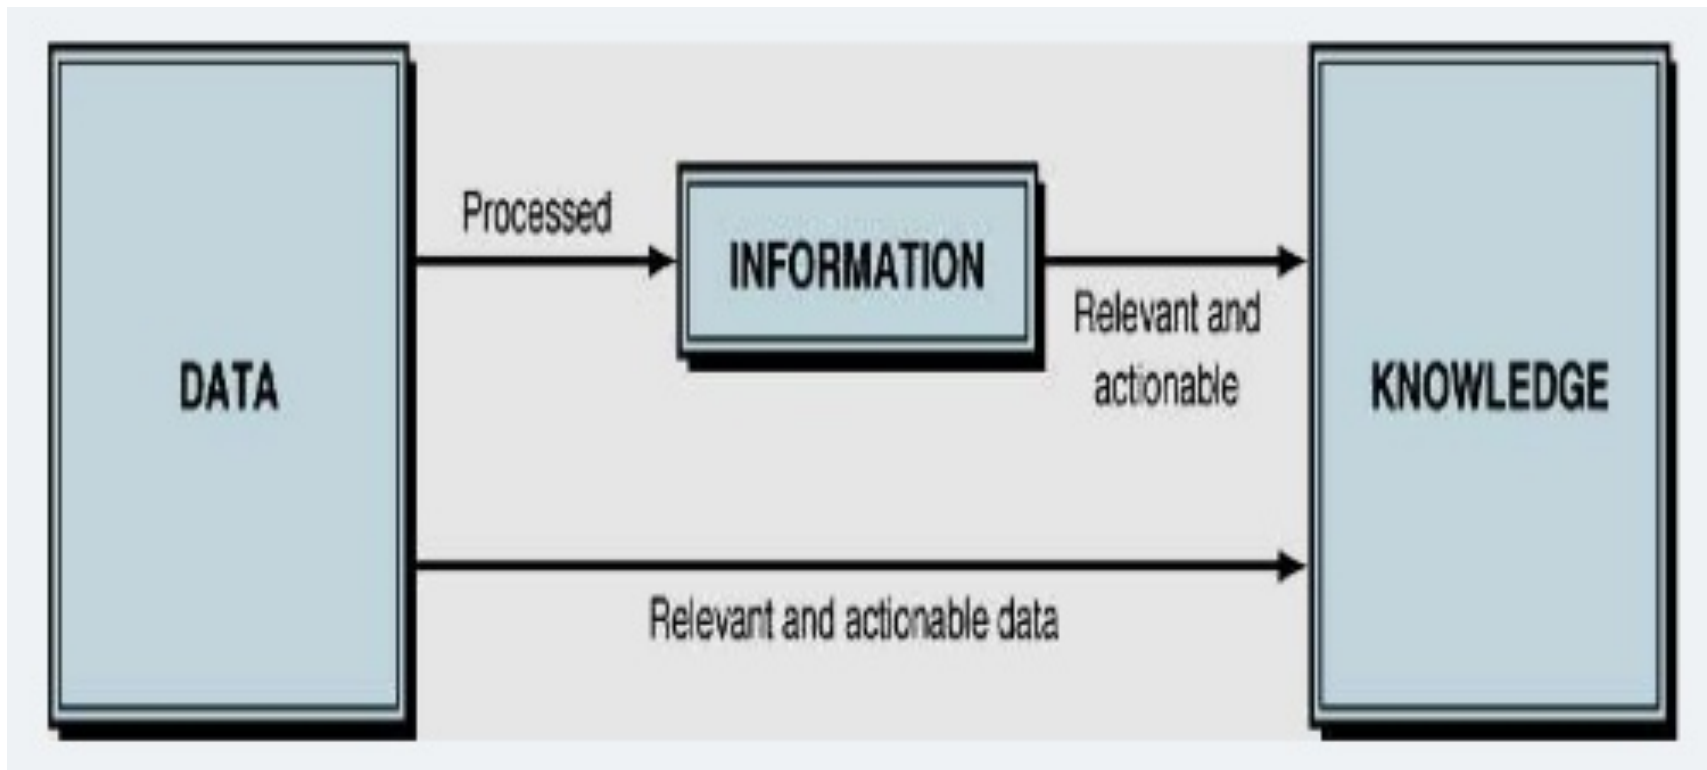 DATA
Processed
INFORMATION
Relevant and
actionable
KNOWLEDGE
Relevant and actionable data